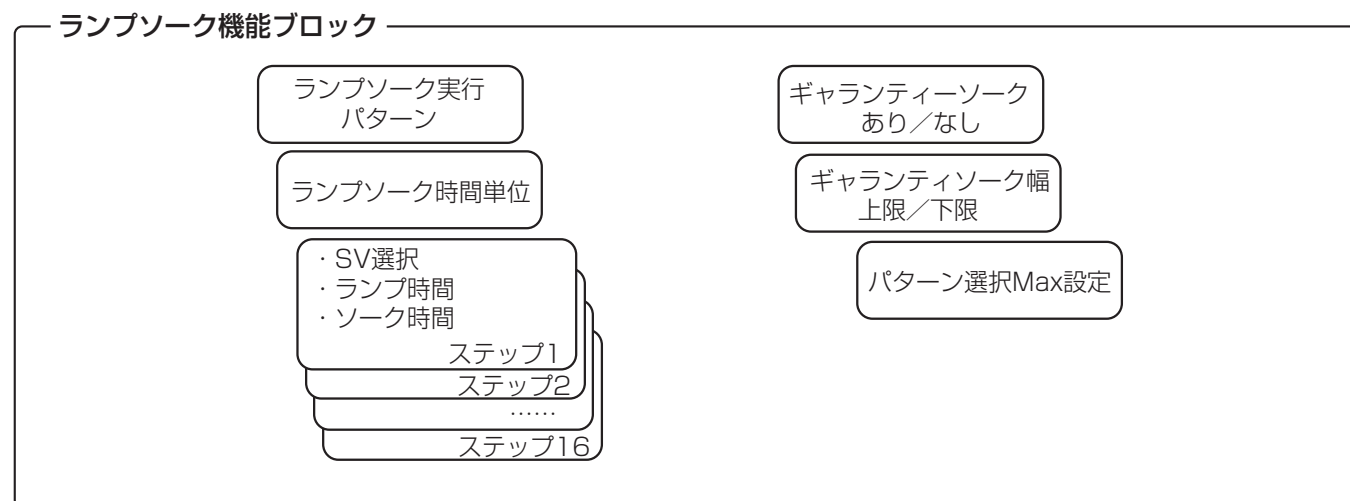 ランプソーク機能ブロック
ランプソーク実行
パターン
ランプソーク時間単位
・SV選択
・ランプ時間
・ソーク時間
ステップ1
ステップ2
……
ステップ16
ギャランティーソーク
あり／なし
ギャランティソーク幅
上限／下限
パターン選択Max設定